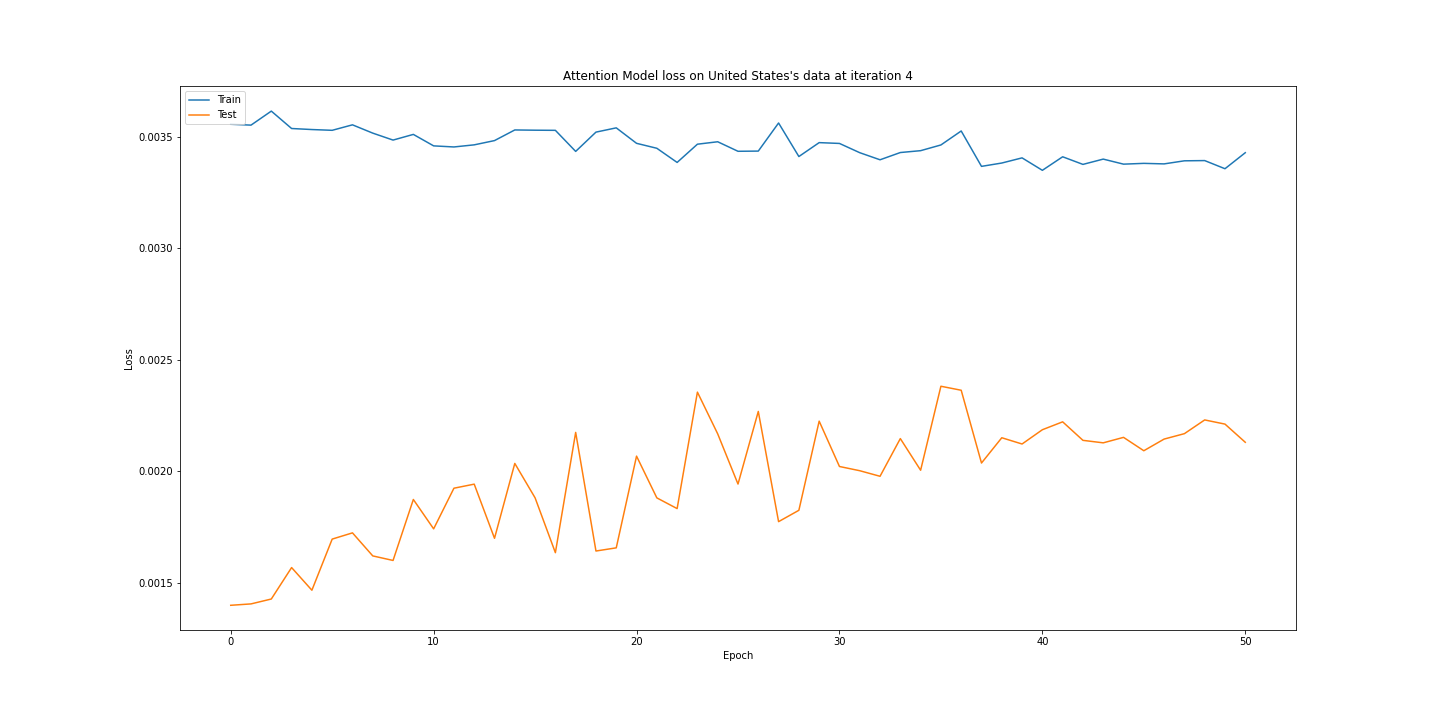 Attention Model loss on United States's data at iteration 4
Train
Test
0.0035
0.0030
0.0025
0.0020
0.0015
Loss
0 10 20 30 40 50
Epoch